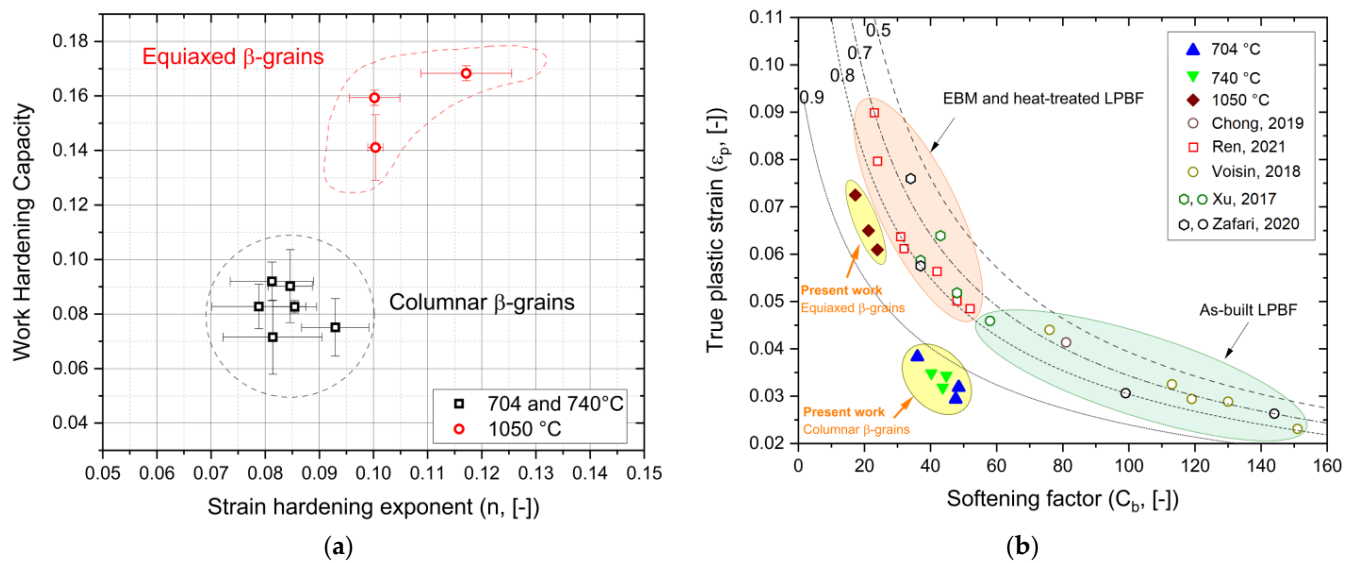 0.18
0.16
0.14
0.12
0.10
0.08
0.06
0.04
Work Hardening Capacity
Equiaxed β-grains
Columnar β-grains
704 and 740°C
1050 °C
0.05 0.06 0.07 0.08 0.09 0.10 0.11 0.12 0.13 0.14 0.15
Strain hardening exponent (n, [-])
(a)
0.11
0.10
0.09
0.08
0.07
0.06
0.05
0.04
0.03
0.02
True plastic strain (εp, [-])
0.5
0.7
0.8
0.9
EBM and heat-treated LPBF
704 °C
740 °C
1050 °C
Chong, 2019
Ren, 2021
Voisin, 2018
, Xu, 2017
, Zafari, 2020
Present work
Equiaxed β-grains
As-built LPBF
Present work
Columnar β-grains
0 20 40 60 80 100 120 140 160
Softening factor (Cb, [-])
(b)